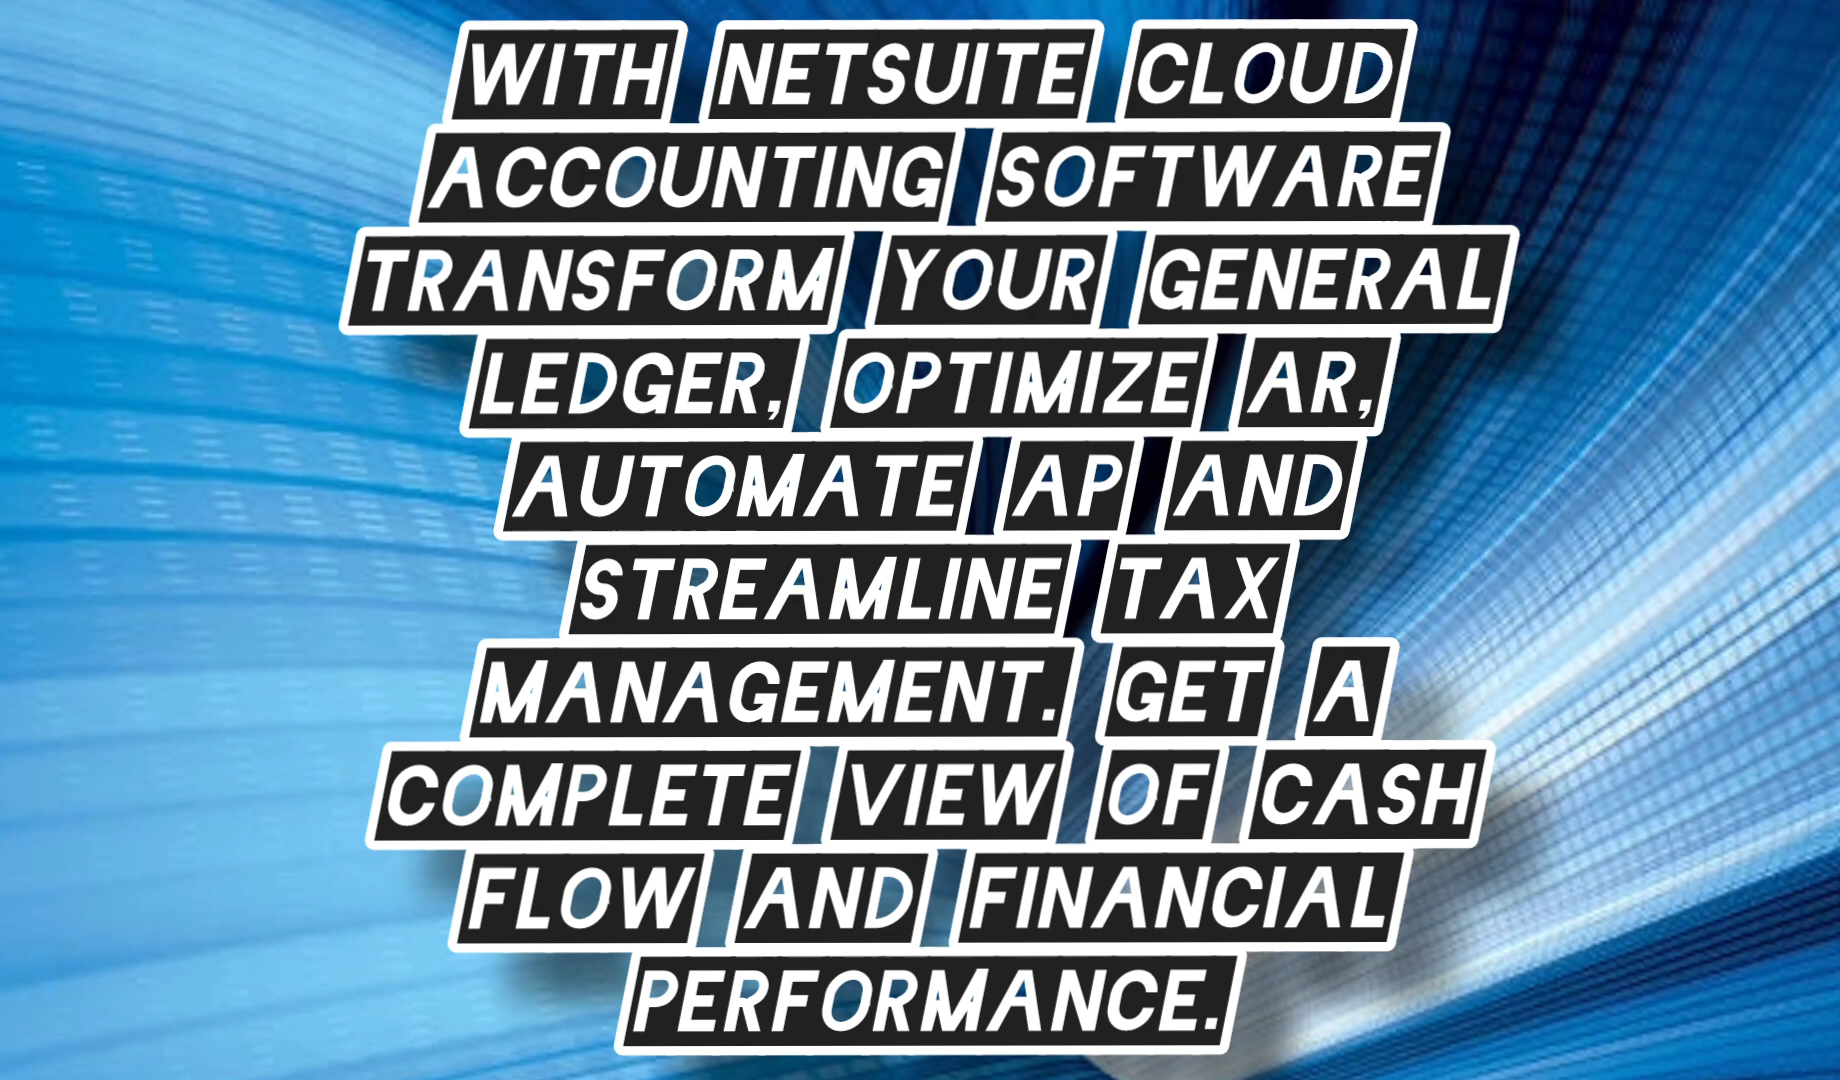 WITH NETSUITE CLOUD
ACCOUNTING SOFTWARE
TRANSFORM YOUR GENERAL
LEDGER, OPTIMIZE AR,
AUTOMATE AP AND
STREAMLINE TAX
MANAGEMENT. GET A
COMPLETE VIEW OF CASH
FLOW AND FINANCIAL
PERFORMANCE.